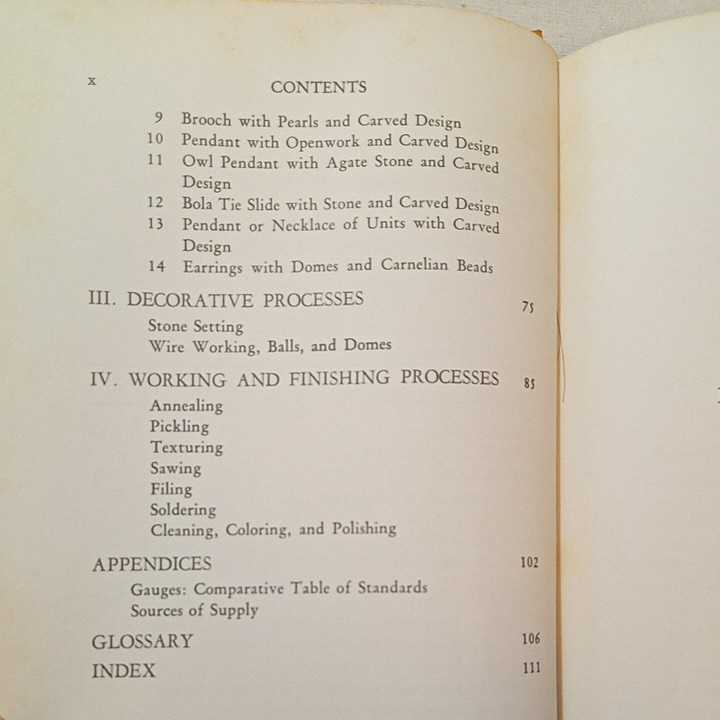 x
CONTENTS
9 Brooch with Pearls and Carved Design
10 Pendant with Openwork and Carved Design
11 Owl Pendant with Agate Stone and Carved
Design
12 Bola Tie Slide with Stone and Carved Design
13 Pendant or Necklace of Units with Carved
Design
14 Earrings with Domes and Carnelian Beads
III. DECORATIVE PROCESSES 75
Stone Setting
Wire Working, Balls, and Domes
IV. WORKING AND FINISHING PROCESSES 85
Annealing
Pickling
Texturing
Sawing
Filing
Soldering
Cleaning, Coloring, and Polishing
APPENDICES 102
Gauges: Comparative Table of Standards
Sources of Supply
GLOSSARY 106
INDEX 111